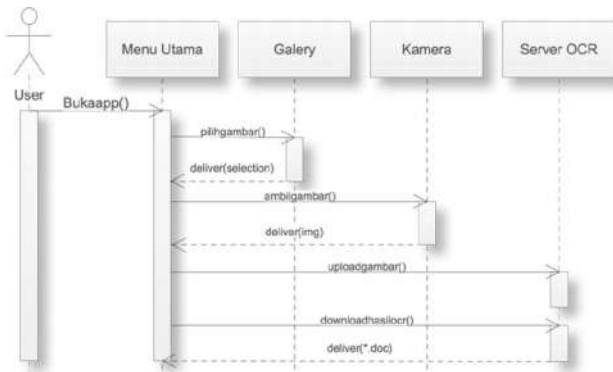 Menu Utama
Galery
Kamera
Server OCR
User
Bukaapp()
pilihgambar()
deliver(selection)
ambilgambar()
deliver(img)
uploadgambar()
downloadhasilocr()
deliver(*.doc)